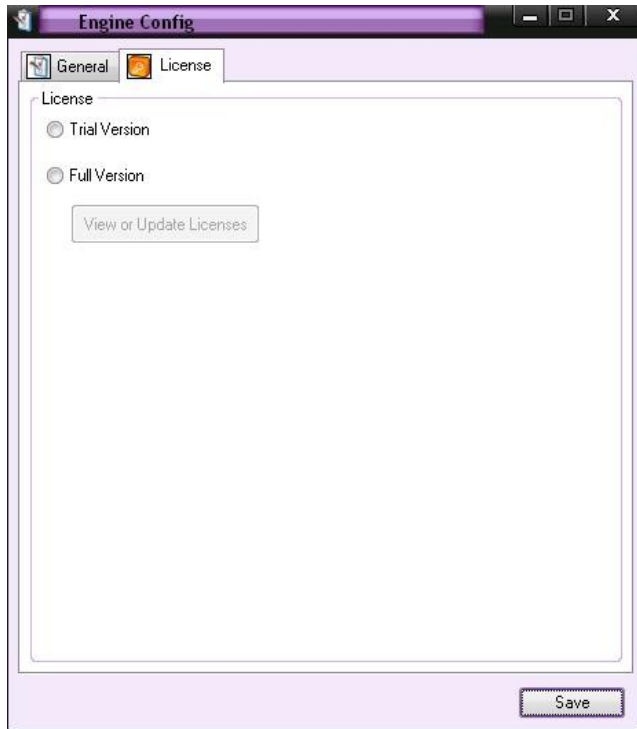 Engine Config
General License
License
Trial Version
Full Version
View or Update Licenses
Save